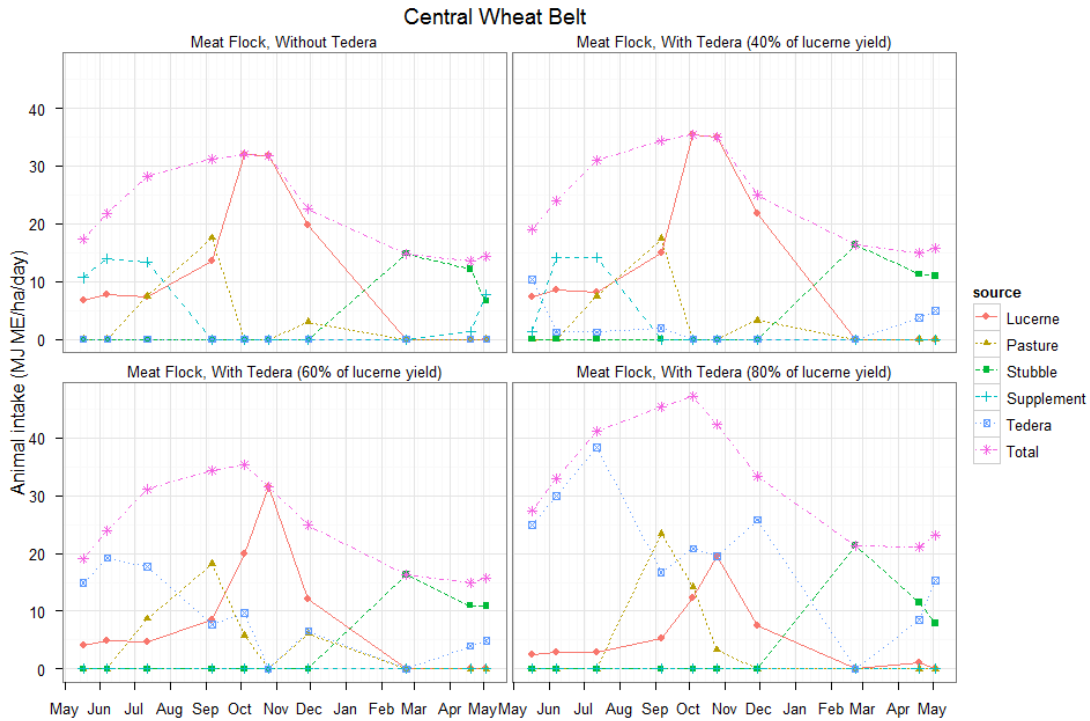 Central Wheat Belt
Meat Flock, Without Tedera
Meat Flock, With Tedera (40% of lucerne yield)
40
30
20
10
0
Meat Flock, With Tedera (60% of lucerne yield)
Meat Flock, With Tedera (80% of lucerne yield)
40
30
20
10
0
Animal intake (MJ ME/ha/day)
May Jun Jul Aug Sep Oct Nov Dec Jan Feb Mar Apr May
May Jun Jul Aug Sep Oct Nov Dec Jan Feb Mar Apr May
source
Lucerne
Pasture
Stubble
Supplement
Tedera
Total